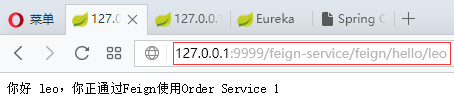 菜单
127.0.0.
127.0.0.1
Eureka
Spring C
127.0.0.1:9999/feign-service/feign/hello/leo
你好 leo，你正通过Feign使用Order Service 1